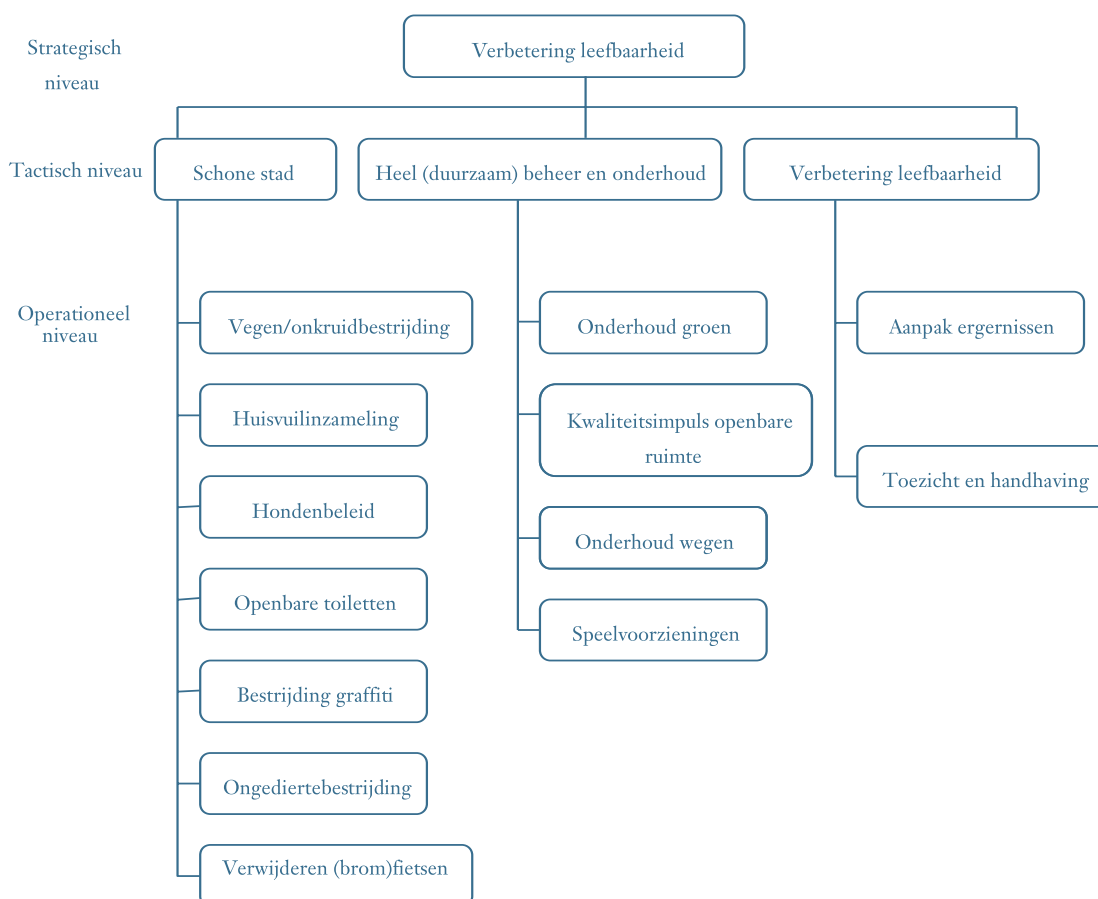 Strategisch
niveau
Verbetering leefbaarheid
Tactisch niveau
Schone stad
Heel (duurzaam) beheer en onderhoud
Verbetering leefbaarheid
Operationeel
niveau
Vegen/onkruidbestrijding
Huisvuilinzameling
Hondenbeleid
Openbare toiletten
Bestrijding graffiti
Ongediertebestrijding
Verwijderen (brom)fietsen
Onderhoud groen
Kwaliteitsimpuls openbare
ruimte
Onderhoud wegen
Speelvoorzieningen
Aanpak ergernissen
Toezicht en handhaving